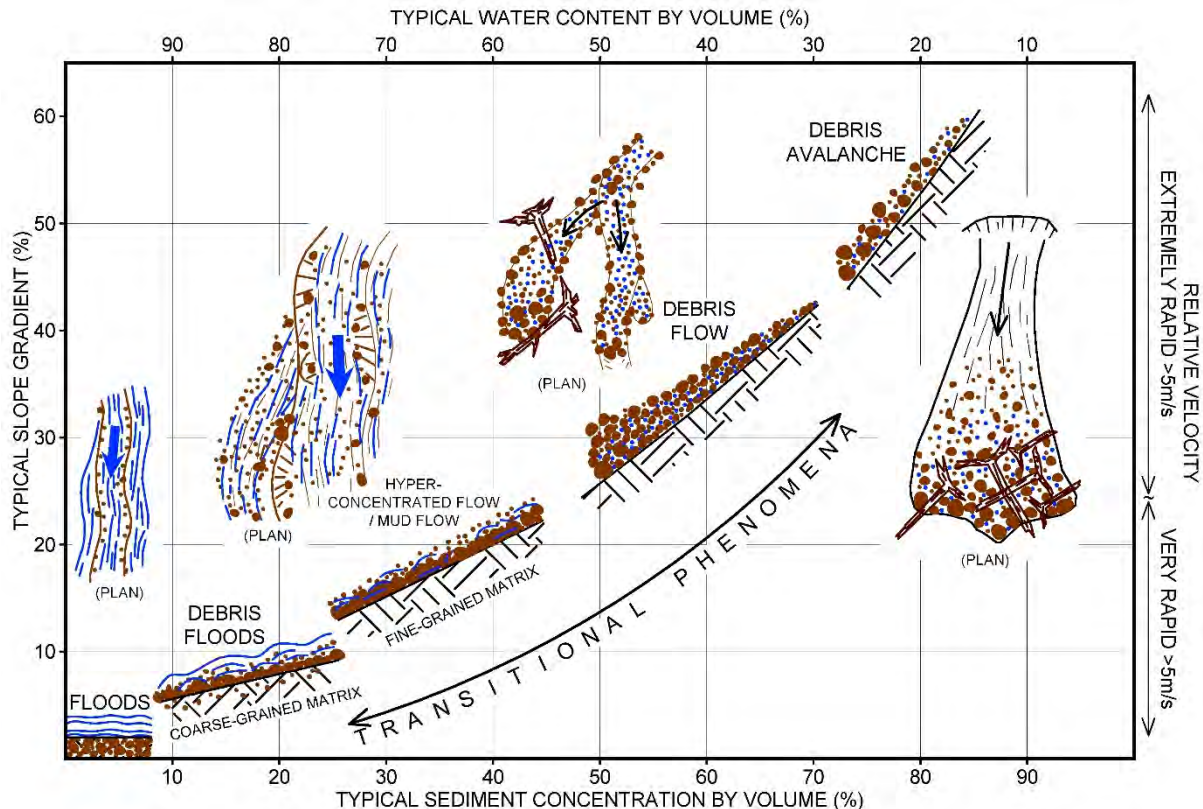 TYPICAL WATER CONTENT BY VOLUME (%)
90 80 70 60 50 40 30 20 10
60
50
40
30
20
10
TYPICAL SLOPE GRADIENT (%)
DEBRIS
AVALANCHE
DEBRIS
FLOW
(PLAN)
HYPER-
CONCENTRATED FLOW
/ MUD FLOW
(PLAN)
(PLAN)
(PLAN)
FINE-GRAINED MATRIX
DEBRIS
FLOODS
COARSE-GRAINED MATRIX
FLOODS
TRANSITIONAL PHENOMENA
EXTREMELY RAPID >5m/s
VERY RAPID >5m/s
RELATIVE VELOCITY
10 20 30 40 50 60 70 80 90
TYPICAL SEDIMENT CONCENTRATION BY VOLUME (%)